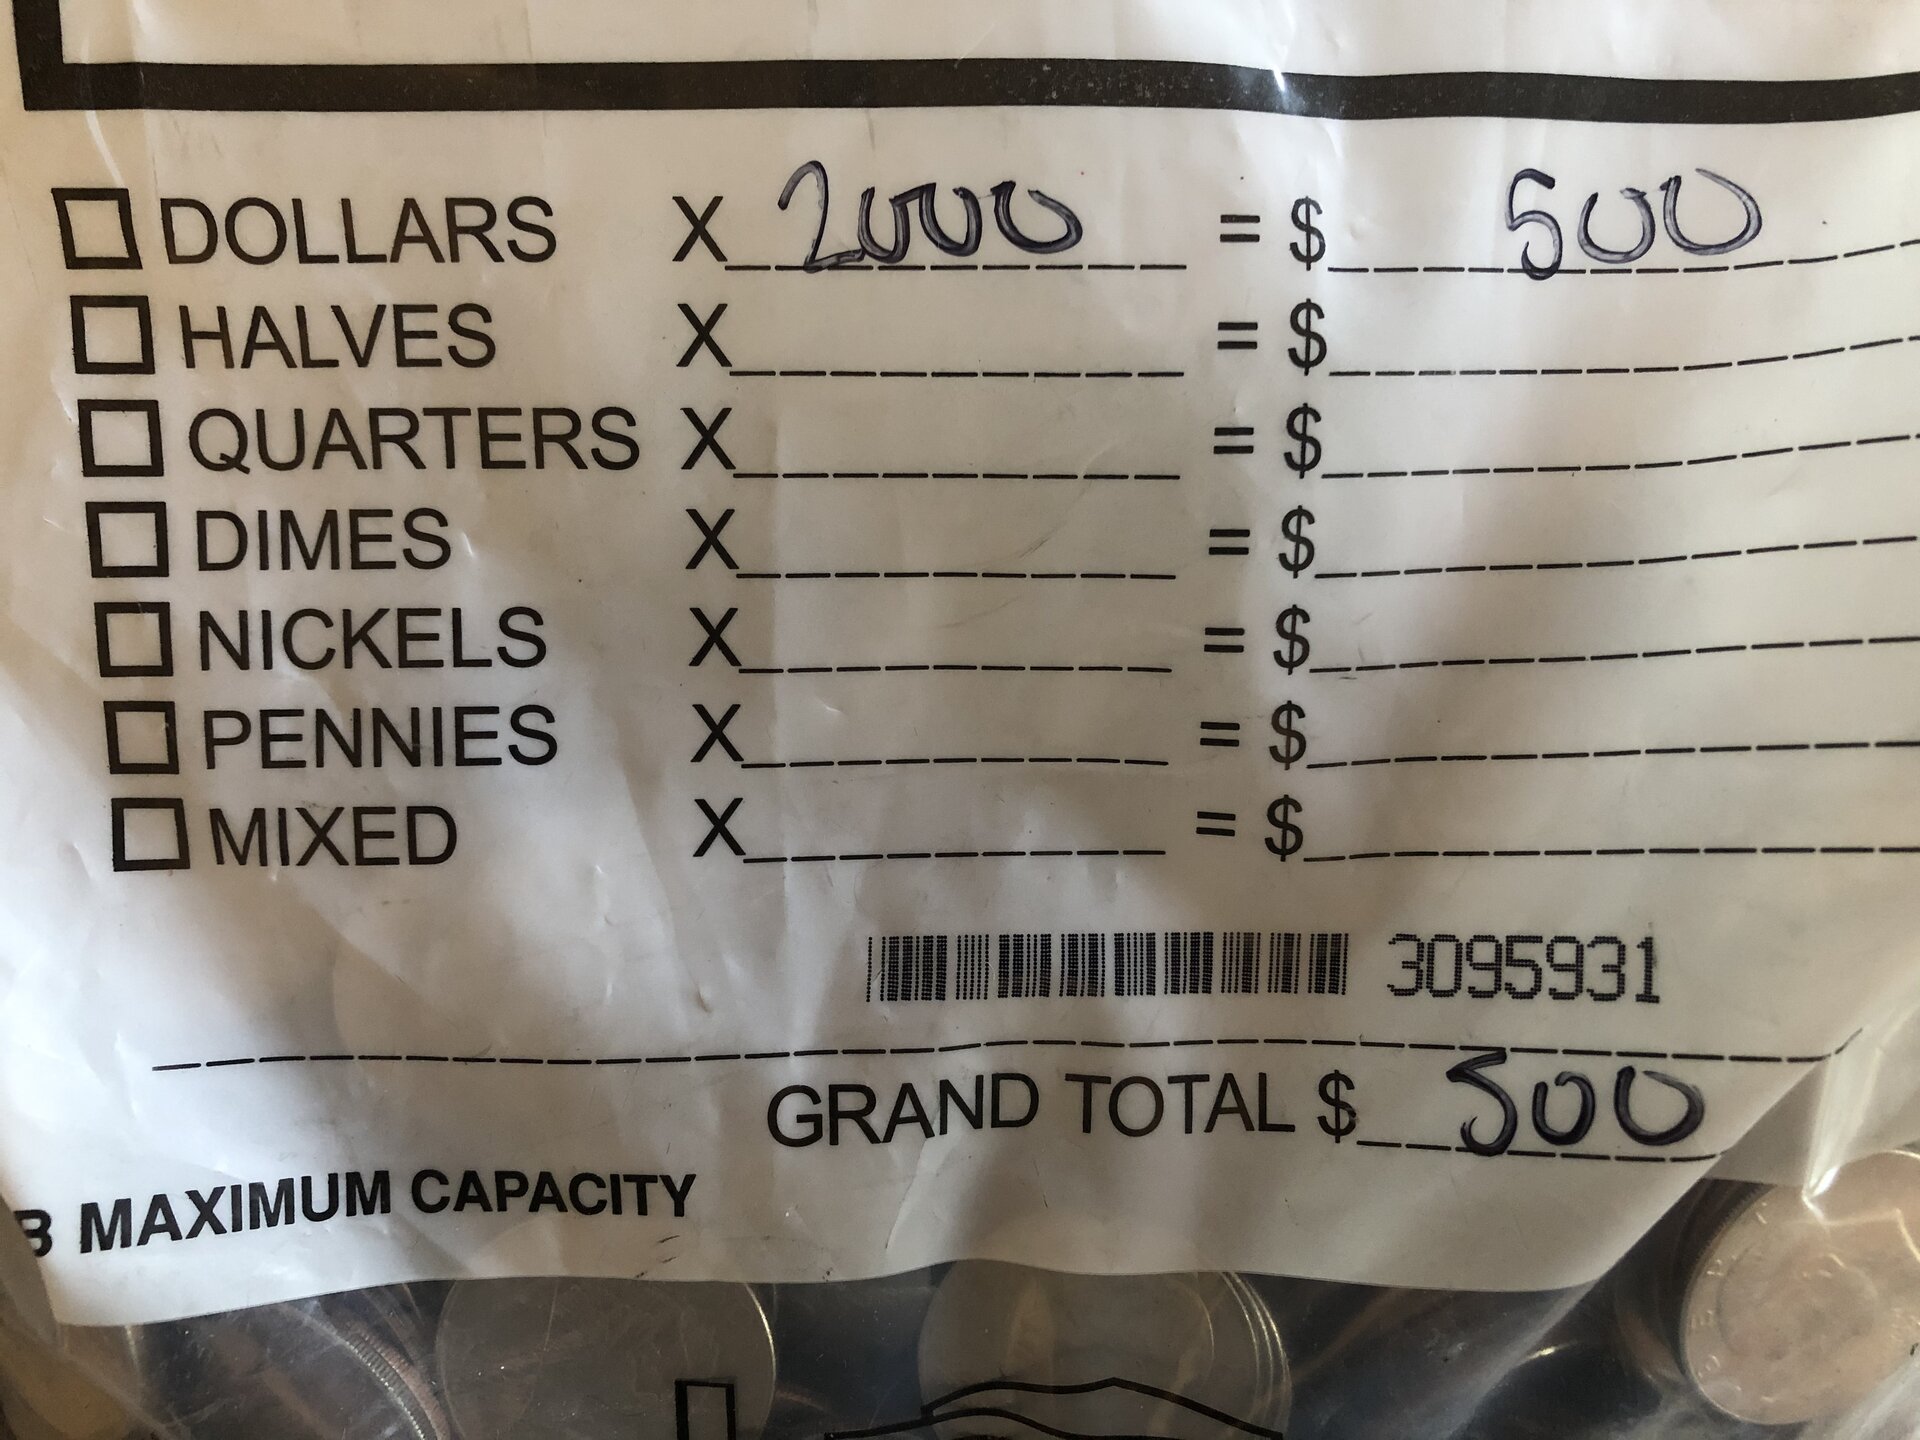 DOLLARS X 2000 = $ 500
HALVES X = $
QUARTERS X = $
DIMES X = $
NICKELS X = $
PENNIES X = $
MIXED X = $
3095931
GRAND TOTAL $ 500
MAXIMUM CAPACITY